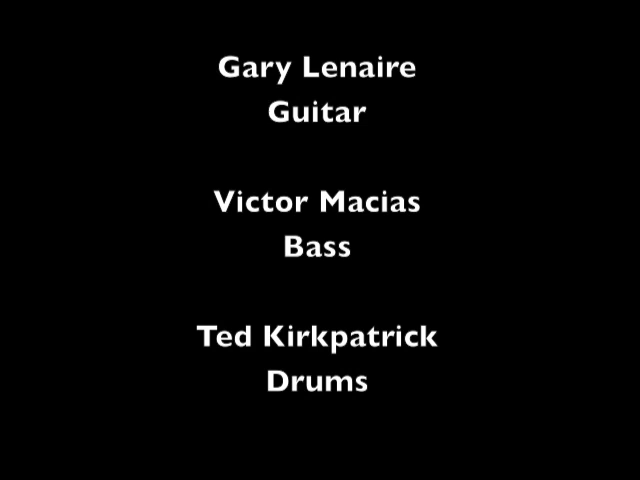 Gary Lenaire
Guitar
Victor Macias
Bass
Ted Kirkpatrick
Drums